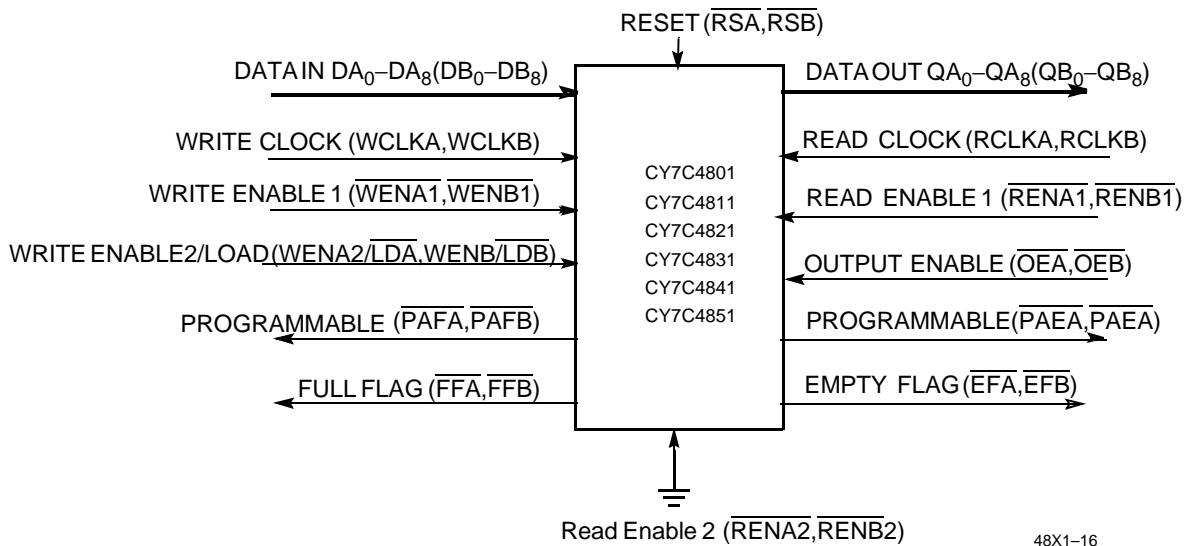 RESET (RSA,RSB)
DATA IN DA0–DA8(DB0–DB8)
DATA OUT QA0–QA8(QB0–QB8)
WRITE CLOCK (WCLKA,WCLKB)
READ CLOCK (RCLKA,RCLKB)
WRITE ENABLE 1 (WENA1,WENB1)
READ ENABLE 1 (RENA1,RENB1)
WRITE ENABLE2/LOAD(WENA2/LDA,WENB/LDB)
OUTPUT ENABLE (OEA,OEB)
PROGRAMMABLE (PAFA,PAFB)
PROGRAMMABLE(PAEA,PAEA)
FULL FLAG (FFA,FFB)
EMPTY FLAG (EFA,EFB)
CY7C4801
CY7C4811
CY7C4821
CY7C4831
CY7C4841
CY7C4851
Read Enable 2 (RENA2,RENB2)
48X1–16